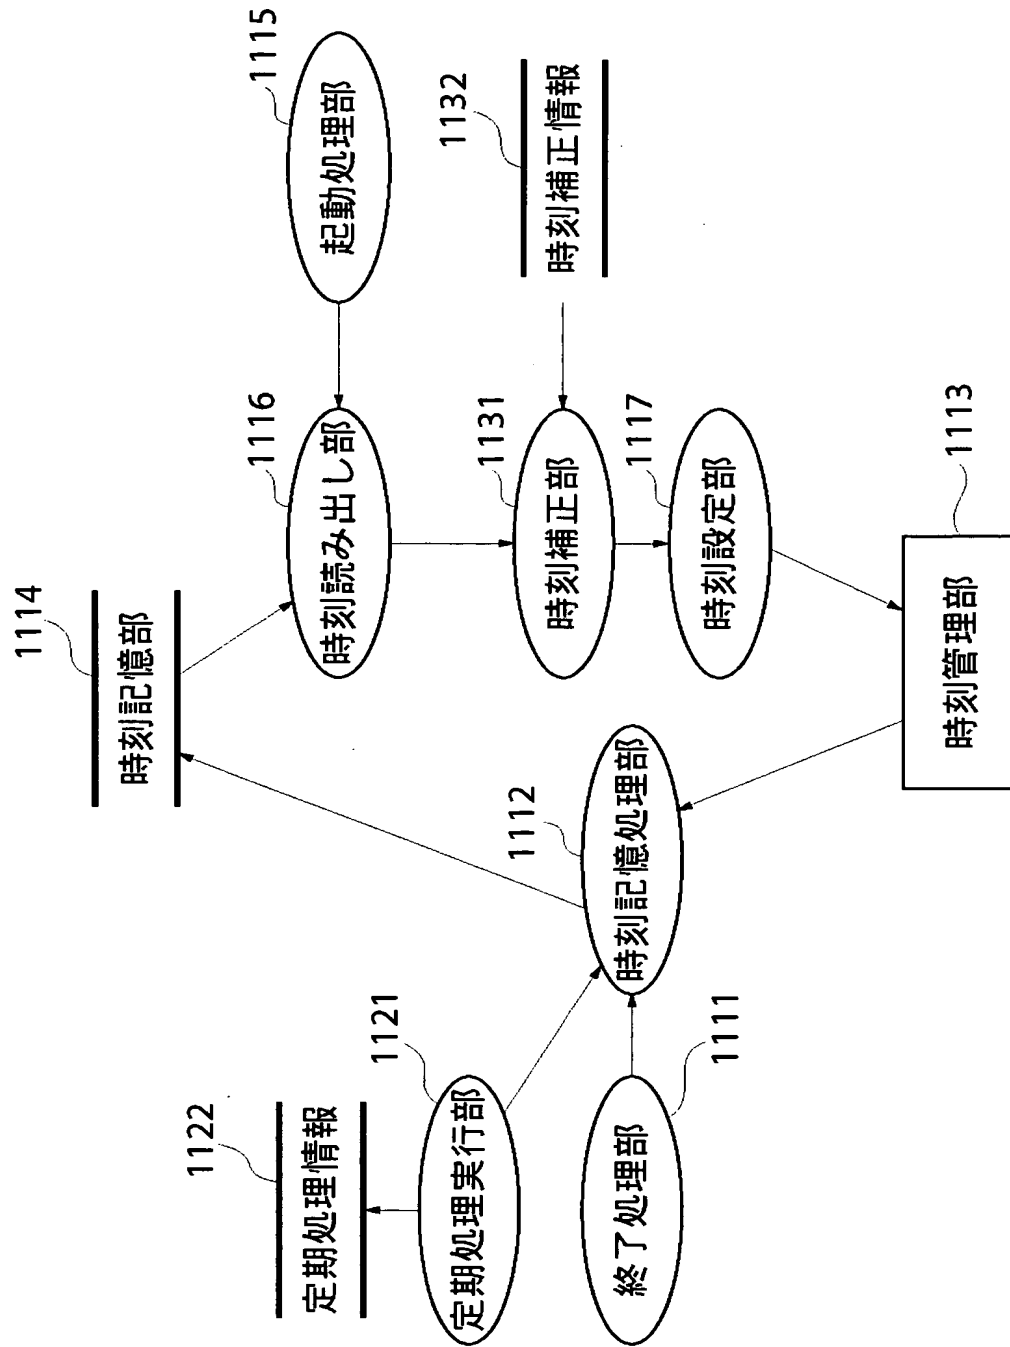 1122
定期処理情報
1121
定期処理実行部
1111
終了処理部
1114
時刻記憶部
1112
時刻記憶処理部
1116
時刻読み出し部
1131
時刻補正部
1117
時刻設定部
1113
時刻管理部
1115
起動処理部
1132
時刻補正情報